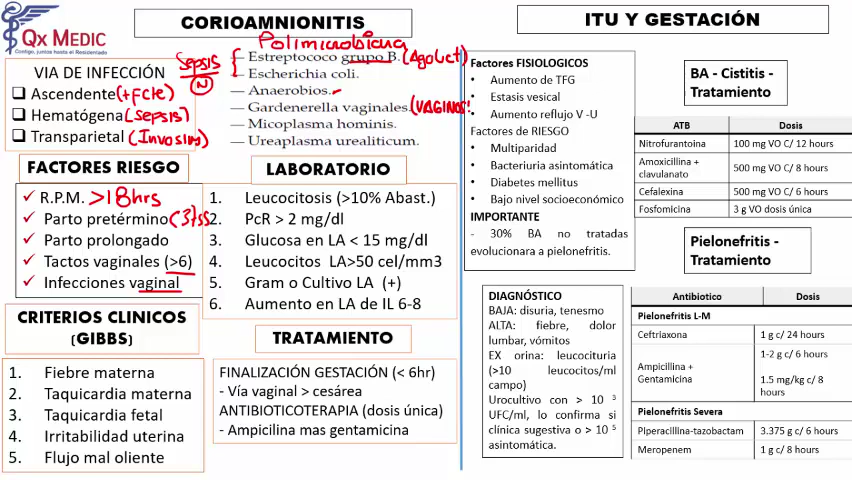 Qx MEDIC
Contigo, juntos hasta el Residentado
CORIOAMNIONITIS
Polimicrobiana
Sepsis
N
— Estreptococo grupo B. (Agalact)
— Escherichia coli.
— Anaerobios.
— Gardenerella vaginales. (VAGINOS
— Micoplasma hominis.
— Ureaplasma urealiticum.
VIA DE INFECCIÓN
❑ Ascendente (+FCTE)
❑ Hematógena (Sepsis)
❑ Transparietal (Invasivo)
FACTORES RIESGO
✓ R.P.M. >18hrs
✓ Parto pretérmino (37ss
✓ Parto prolongado
✓ Tactos vaginales (>6)
✓ Infecciones vaginal
LABORATORIO
1. Leucocitosis (>10% Abast.)
2. PcR > 2 mg/dl
3. Glucosa en LA < 15 mg/dl
4. Leucocitos LA>50 cel/mm3
5. Gram o Cultivo LA (+)
6. Aumento en LA de IL 6-8
CRITERIOS CLINICOS
(GIBBS)
1. Fiebre materna
2. Taquicardia materna
3. Taquicardia fetal
4. Irritabilidad uterina
5. Flujo mal oliente
TRATAMIENTO
FINALIZACIÓN GESTACIÓN (< 6hr)
- Vía vaginal > cesárea
ANTIBIOTICOTERAPIA (dosis única)
- Ampicilina mas gentamicina
ITU Y GESTACIÓN
Factores FISIOLOGICOS
• Aumento de TFG
• Estasis vesical
• Aumento reflujo V -U
Factores de RIESGO
• Multiparidad
• Bacteriuria asintomática
• Diabetes mellitus
• Bajo nivel socioeconómico
IMPORTANTE
- 30% BA no tratadas
evolucionara a pielonefritis.
DIAGNÓSTICO
BAJA: disuria, tenesmo
ALTA: fiebre, dolor
lumbar, vómitos
EX orina: leucocituria
(>10 leucocitos/ml
campo)
Urocultivo con > 10 ³
UFC/ml, lo confirma si
clínica sugestiva o > 10 ⁵
asintomática.
BA - Cistitis -
Tratamiento
ATB Dosis
Nitrofurantoina 100 mg VO C/ 12 hours
Amoxicillina +
clavulanato 500 mg VO C/ 8 hours
Cefalexina 500 mg VO C/ 6 hours
Fosfomicina 3 g VO dosis única
Pielonefritis -
Tratamiento
Antibiotico Dosis
Pielonefritis L-M
Ceftriaxona 1 g c/ 24 hours
Ampicillina +
Gentamicina
1-2 g c/ 6 hours
1.5 mg/kg c/ 8
hours
Pielonefritis Severa
Piperacillina-tazobactam 3.375 g c/ 6 hours
Meropenem 1 g c/ 8 hours